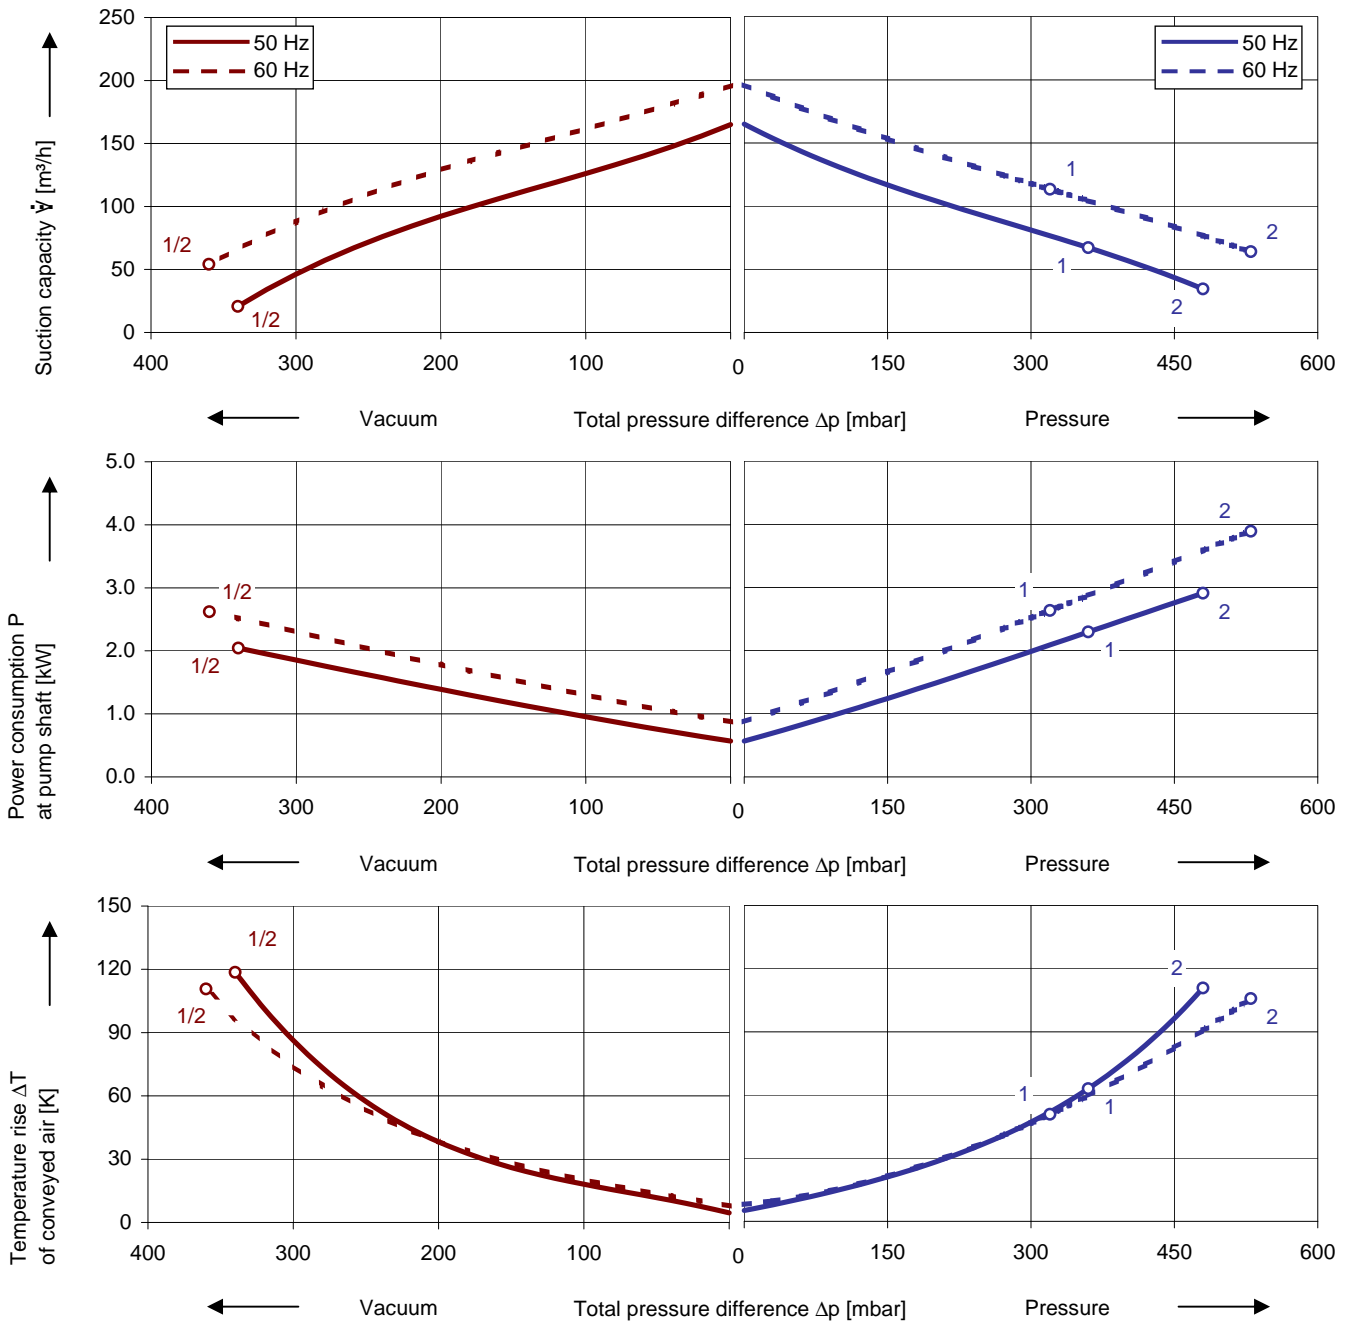 250
200
150
100
50
0
Suction capacity V̇ [m³/h]
50 Hz
60 Hz
50 Hz
60 Hz
1/2
1/2
1
2
1
2
400 300 200 100 0 150 300 450 600
Vacuum Total pressure difference Δp [mbar] Pressure
5.0
4.0
3.0
2.0
1.0
0.0
Power consumption P
at pump shaft [kW]
1/2
1/2
1
2
1
2
400 300 200 100 0 150 300 450 600
Vacuum Total pressure difference Δp [mbar] Pressure
150
120
90
60
30
0
Temperature rise ΔT
of conveyed air [K]
1/2
1/2
2
1
2
1
400 300 200 100 0 150 300 450 600
Vacuum Total pressure difference Δp [mbar] Pressure